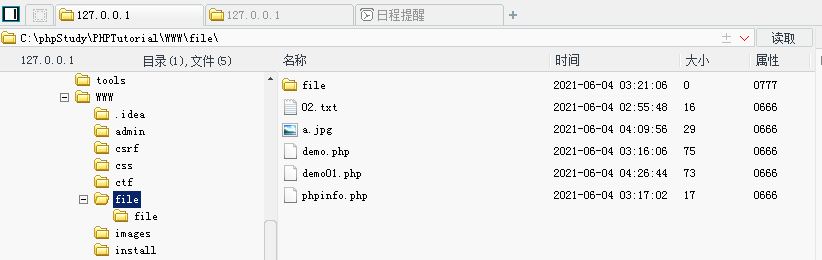 127.0.0.1 127.0.0.1 日程提醒 +
C:\phpStudy\PHPTutorial\WWW\file\ 读取
127.0.0.1 目录(1),文件(5) 名称 时间 大小 属性
tools
WWW
.idea
admin
csrf
css
ctf
file
file
images
install
file 2021-06-04 03:21:06 0 0777
02.txt 2021-06-04 02:55:48 16 0666
a.jpg 2021-06-04 04:09:56 29 0666
demo.php 2021-06-04 03:16:06 75 0666
demo01.php 2021-06-04 04:26:44 73 0666
phpinfo.php 2021-06-04 03:17:02 17 0666